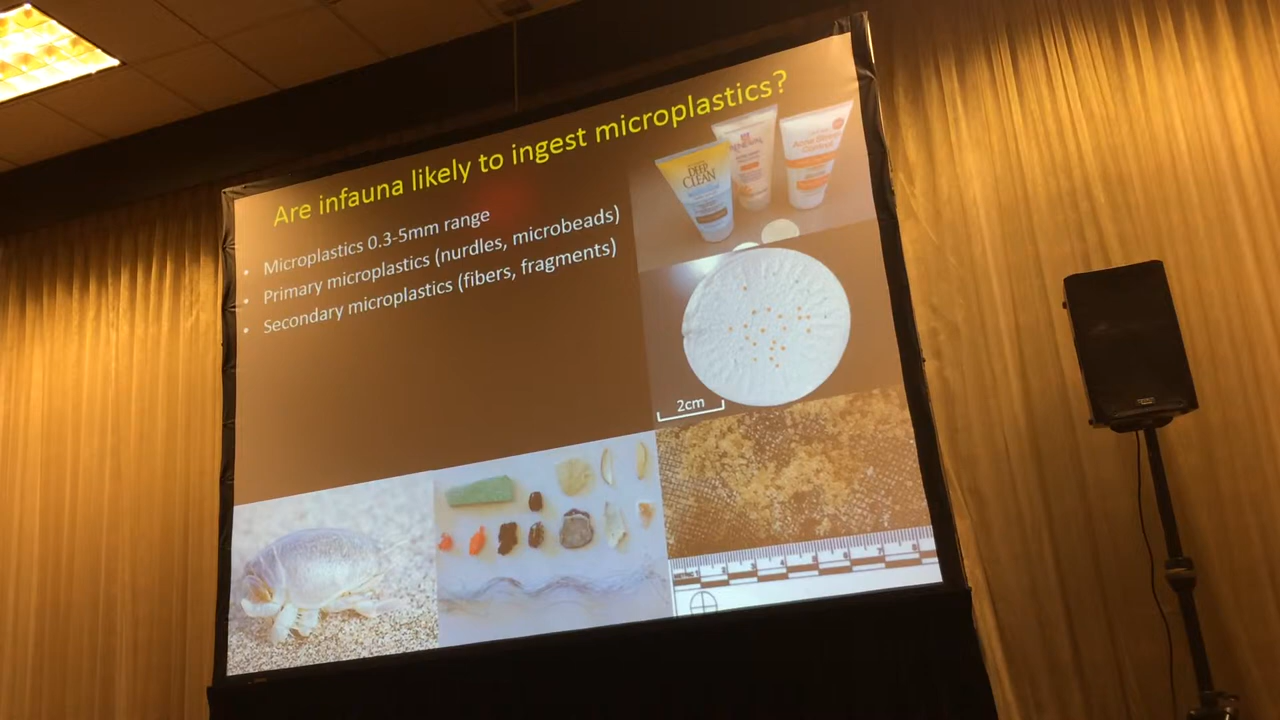 Are infauna likely to ingest microplastics?
• Microplastics 0.3-5mm range
• Primary microplastics (nurdles, microbeads)
• Secondary microplastics (fibers, fragments)
DEEP
CLEAN
2cm